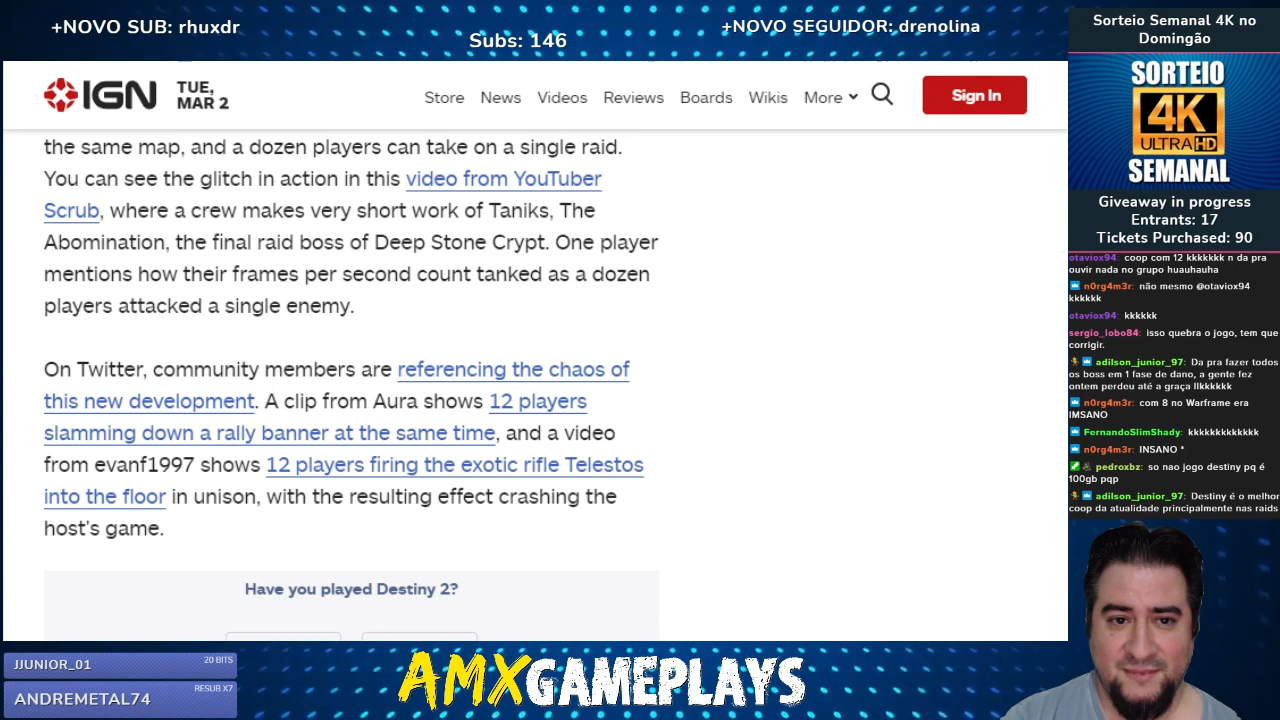 +NOVO SUB: rhuxdr
Subs: 146
+NOVO SEGUIDOR: drenolina
Sorteio Semanal 4K no
Domingão
IGN
TUE,
MAR 2
Store News Videos Reviews Boards Wikis More
Sign In
SORTEIO
4K
ULTRA HD
SEMANAL
the same map, and a dozen players can take on a single raid.
You can see the glitch in action in this video from YouTuber
Scrub, where a crew makes very short work of Taniks, The
Abomination, the final raid boss of Deep Stone Crypt. One player
mentions how their frames per second count tanked as a dozen
players attacked a single enemy.
On Twitter, community members are referencing the chaos of
this new development. A clip from Aura shows 12 players
slamming down a rally banner at the same time, and a video
from evanf1997 shows 12 players firing the exotic rifle Telestos
into the floor in unison, with the resulting effect crashing the
host's game.
Have you played Destiny 2?
Giveaway in progress
Entrants: 17
Tickets Purchased: 90
otaviox94: coop com 12 kkkkkkk n da pra
ouvir nada no grupo huauhauha
n0rg4m3r: não mesmo @otaviox94
kkkkkk
otaviox94: kkkkkk
sergio_lobo84: isso quebra o jogo, tem que
corrigir.
adilson_junior_97: Da pra fazer todos
os boss em 1 fase de dano, a gente fez
ontem perdeu até a graça llkkkkkk
n0rg4m3r: com 8 no Warframe era
IMSANO
FernandoSlimShady: kkkkkkkkkkkkk
n0rg4m3r: INSANO *
pedroxbz: so nao jogo destiny pq é
100gb pqp
adilson_junior_97: Destiny é o melhor
coop da atualidade principalmente nas raids
JJUNIOR_01 20 BITS
ANDREMETAL74 RESUB X7
AMXGAMEPLAYS